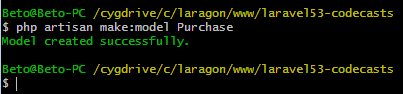 Beto@Beto-PC /cygdrive/c/laragon/www/laravel53-codecasts
$ php artisan make:model Purchase
Model created successfully.
Beto@Beto-PC /cygdrive/c/laragon/www/laravel53-codecasts
$